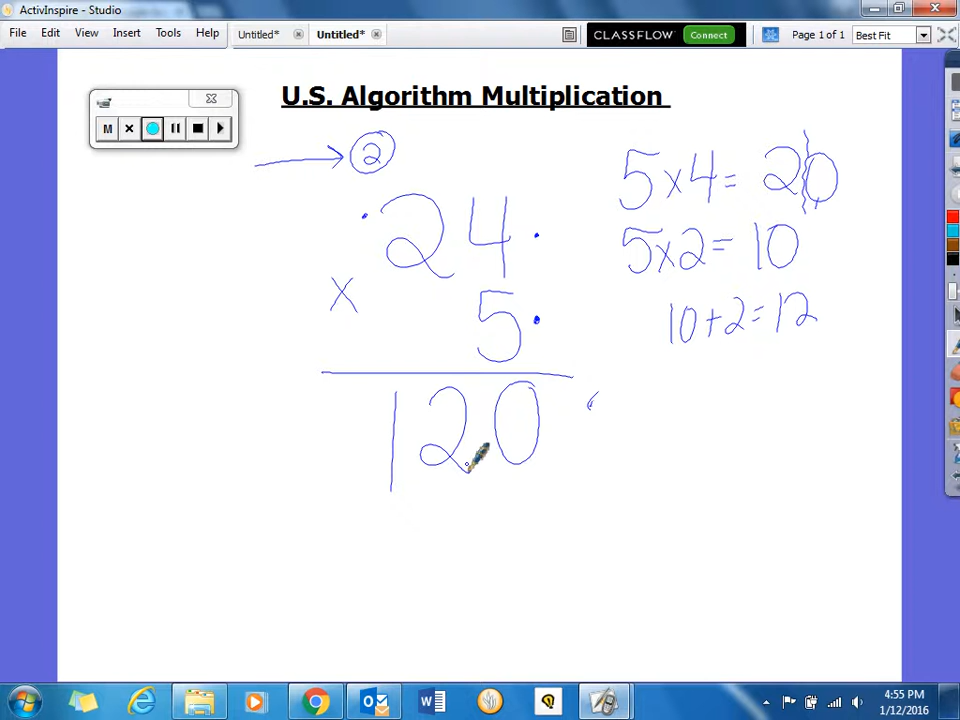 ActivInspire - Studio
File Edit View Insert Tools Help Untitled* Untitled* CLASSFLOW Connect Page 1 of 1 Best Fit
U.S. Algorithm Multiplication
M
2
24
x 5
120
5x4= 20
5x2= 10
10+2=12
4:55 PM
1/12/2016